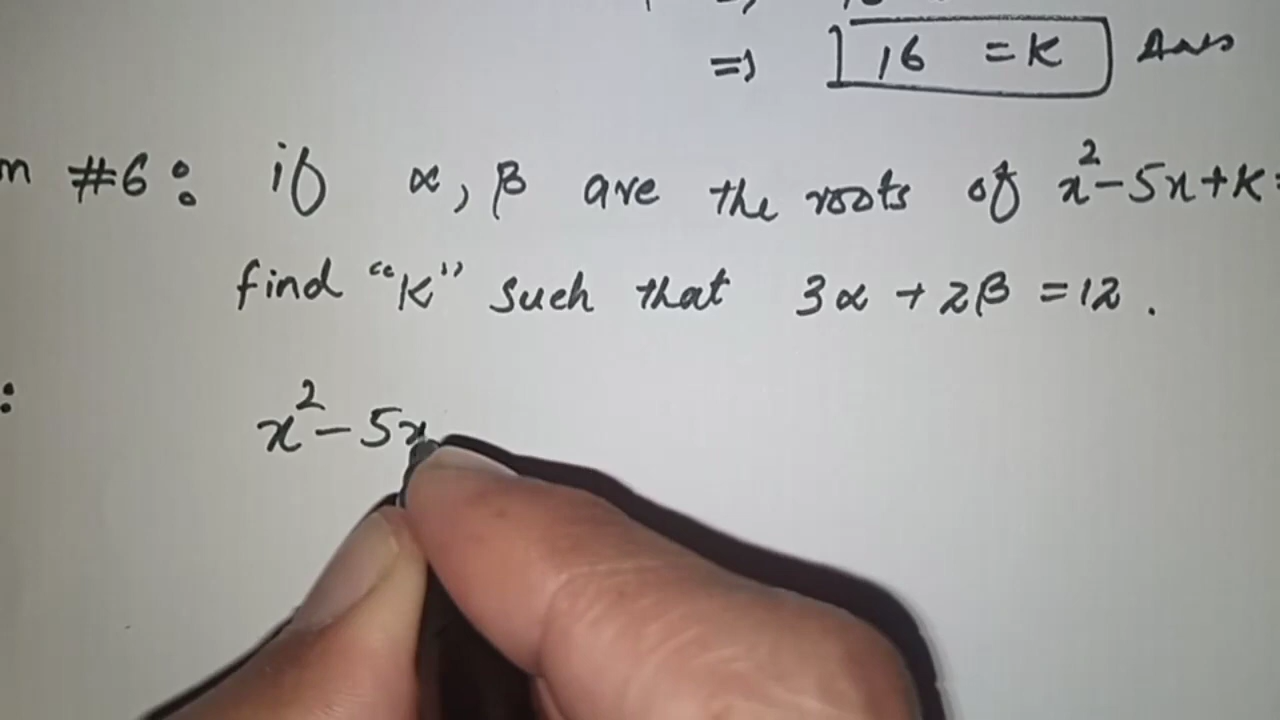 => 16 = K Ans
#6: if α, β are the roots of x² - 5x + K =
find "K" such that 3α + 2β = 12.
: x² - 5x